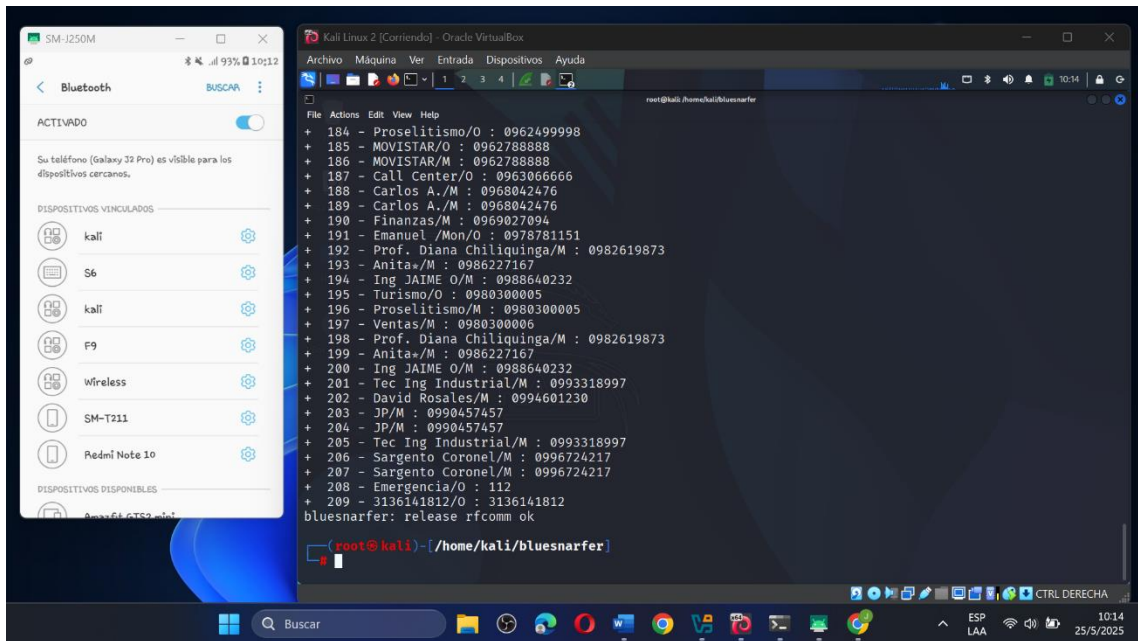 SM-J250M
93% 10:12
Bluetooth BUSCAR
ACTIVADO
Su teléfono (Galaxy J2 Pro) es visible para los
dispositivos cercanos.
DISPOSITIVOS VINCULADOS
kali
S6
kali
F9
Wireless
SM-T211
Redmi Note 10
DISPOSITIVOS DISPONIBLES
Amazfit GTS2 mini
Kali Linux 2 [Corriendo] - Oracle VirtualBox
Archivo Máquina Ver Entrada Dispositivos Ayuda
1 2 3 4 10:14
root@kali: /home/kali/bluesnarfer
File Actions Edit View Help
+ 184 - Proselitismo/O : 0962499998
+ 185 - MOVISTAR/O : 0962788888
+ 186 - MOVISTAR/M : 0962788888
+ 187 - Call Center/O : 0963066666
+ 188 - Carlos A./M : 0968042476
+ 189 - Carlos A./M : 0968042476
+ 190 - Finanzas/M : 0969027094
+ 191 - Emanuel /Mon/O : 0978781151
+ 192 - Prof. Diana Chiliquinga/M : 0982619873
+ 193 - Anita*/M : 0986227167
+ 194 - Ing JAIME O/M : 0988640232
+ 195 - Turismo/O : 0980300005
+ 196 - Proselitismo/M : 0980300005
+ 197 - Ventas/M : 0980300006
+ 198 - Prof. Diana Chiliquinga/M : 0982619873
+ 199 - Anita*/M : 0986227167
+ 200 - Ing JAIME O/M : 0988640232
+ 201 - Tec Ing Industrial/M : 0993318997
+ 202 - David Rosales/M : 0994601230
+ 203 - JP/M : 0990457457
+ 204 - JP/M : 0990457457
+ 205 - Tec Ing Industrial/M : 0993318997
+ 206 - Sargento Coronel/M : 0996724217
+ 207 - Sargento Coronel/M : 0996724217
+ 208 - Emergencia/O : 112
+ 209 - 3136141812/O : 3136141812
bluesnarfer: release rfcomm ok
(root㉿kali)-[/home/kali/bluesnarfer]
#
CTRL DERECHA
Buscar
ESP
LAA
10:14
25/5/2025